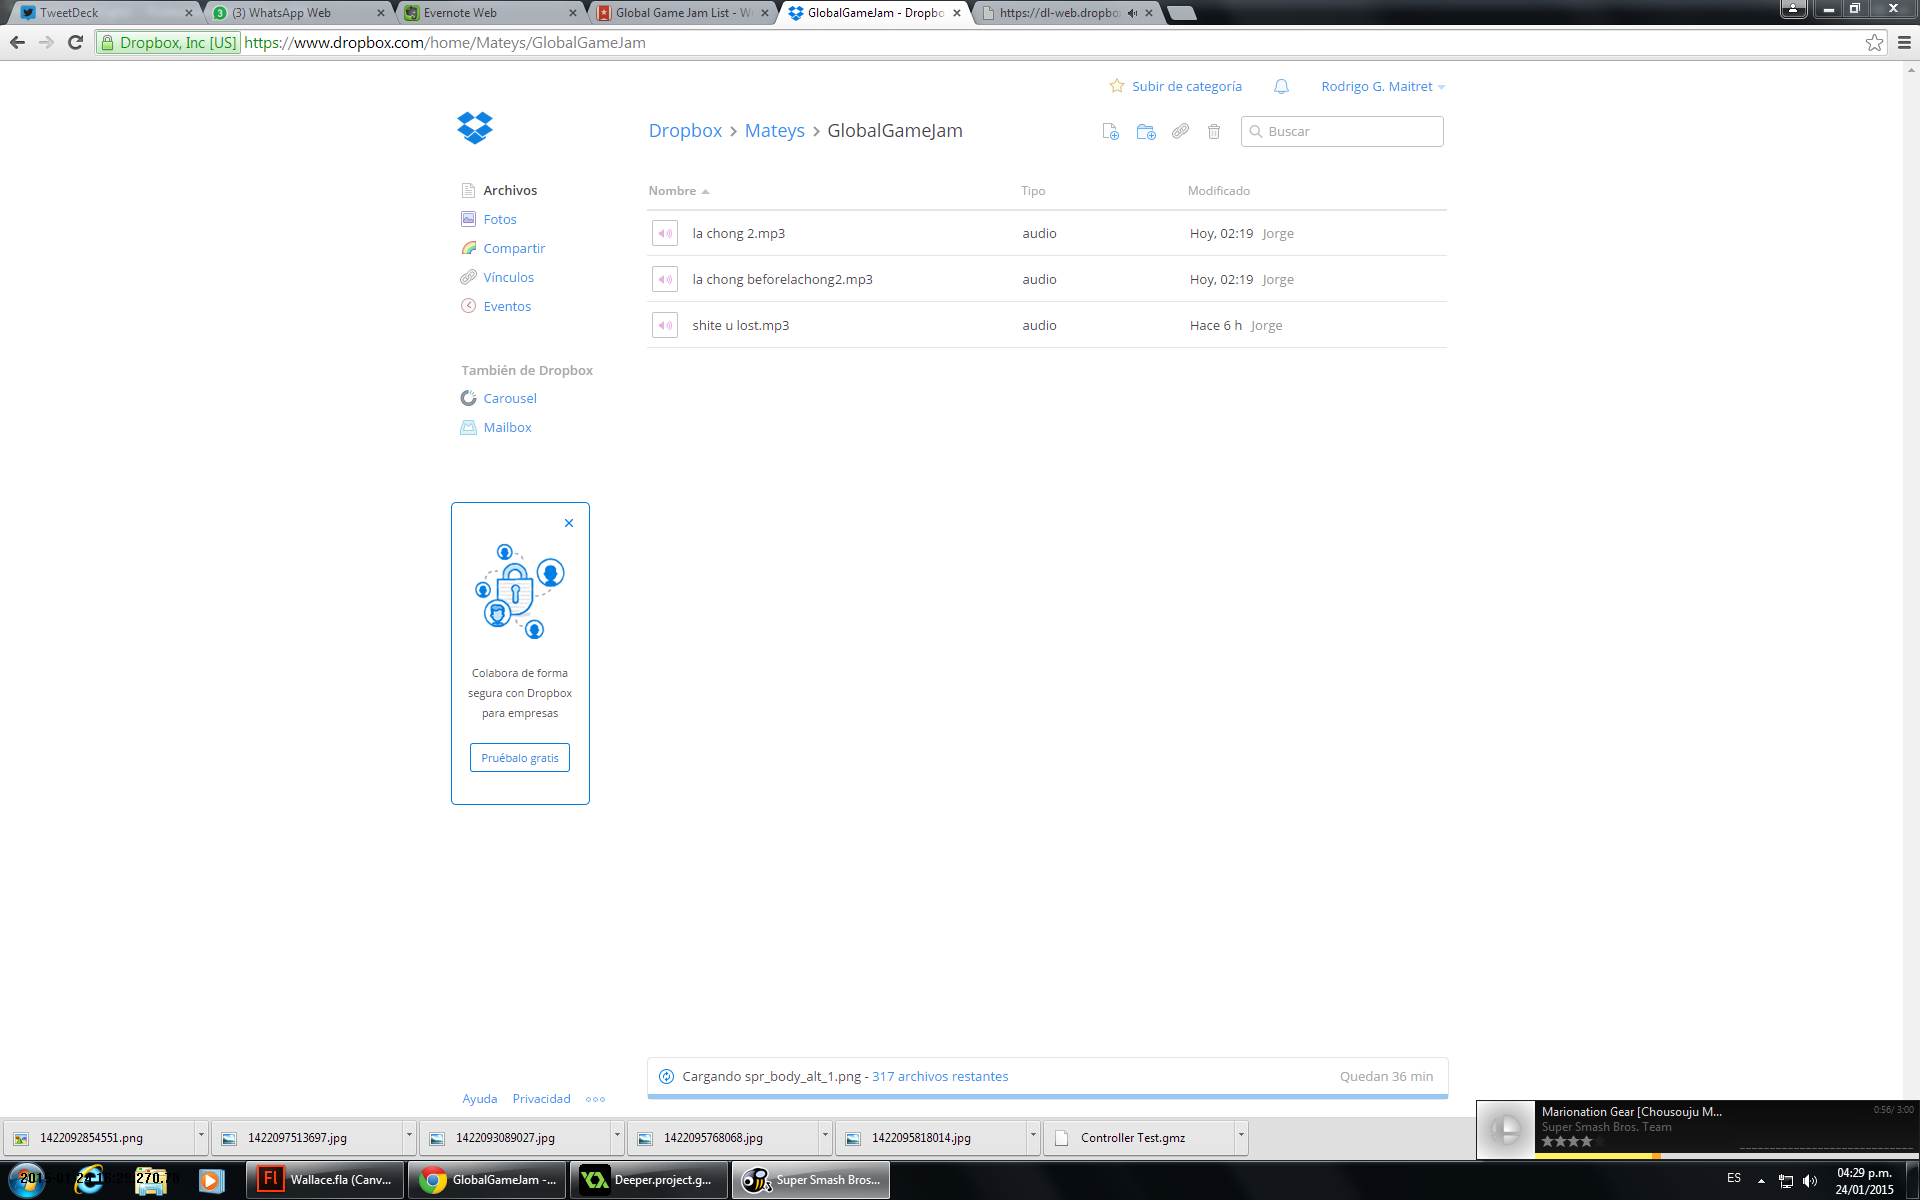 TweetDeck
(3) WhatsApp Web
Evernote Web
Global Game Jam List - W
GlobalGameJam - Dropbo
https://dl-web.dropbo
Dropbox, Inc [US] https://www.dropbox.com/home/Mateys/GlobalGameJam
Subir de categoría
Rodrigo G. Maitret
Dropbox › Mateys › GlobalGameJam
Buscar
Archivos
Fotos
Compartir
Vínculos
Eventos
También de Dropbox
Carousel
Mailbox
Nombre Tipo Modificado
la chong 2.mp3 audio Hoy, 02:19 Jorge
la chong beforelachong2.mp3 audio Hoy, 02:19 Jorge
shite u lost.mp3 audio Hace 6 h Jorge
Colabora de forma
segura con Dropbox
para empresas
Pruébalo gratis
Cargando spr_body_alt_1.png - 317 archivos restantes Quedan 36 min
Ayuda Privacidad
1422092854551.png
1422097513697.jpg
1422093089027.jpg
1422095768068.jpg
1422095818014.jpg
Controller Test.gmz
Marionation Gear [Chousouju M... 0:56/ 3:00
Super Smash Bros. Team
Wallace.fla (Canv...
GlobalGameJam -...
Deeper.project.g...
Super Smash Bros...
ES
04:29 p.m.
24/01/2015